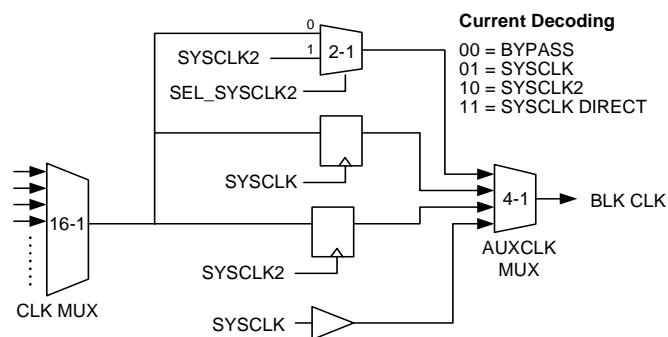 Current Decoding
00 = BYPASS
01 = SYSCLK
10 = SYSCLK2
11 = SYSCLK DIRECT
0
SYSCLK2
1
2-1
SEL_SYSCLK2
SYSCLK
16-1
4-1
BLK CLK
AUXCLK
MUX
SYSCLK2
CLK MUX
SYSCLK